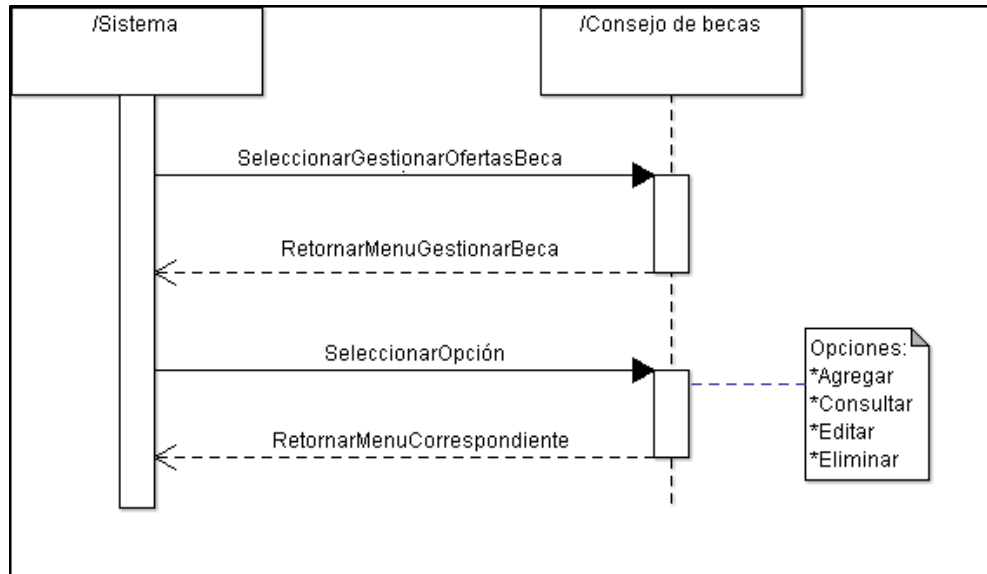 /Sistema
/Consejo de becas
SeleccionarGestionarOfertasBeca
RetornarMenuGestionarBeca
SeleccionarOpción
RetornarMenuCorrespondiente
Opciones:
*Agregar
*Consultar
*Editar
*Eliminar